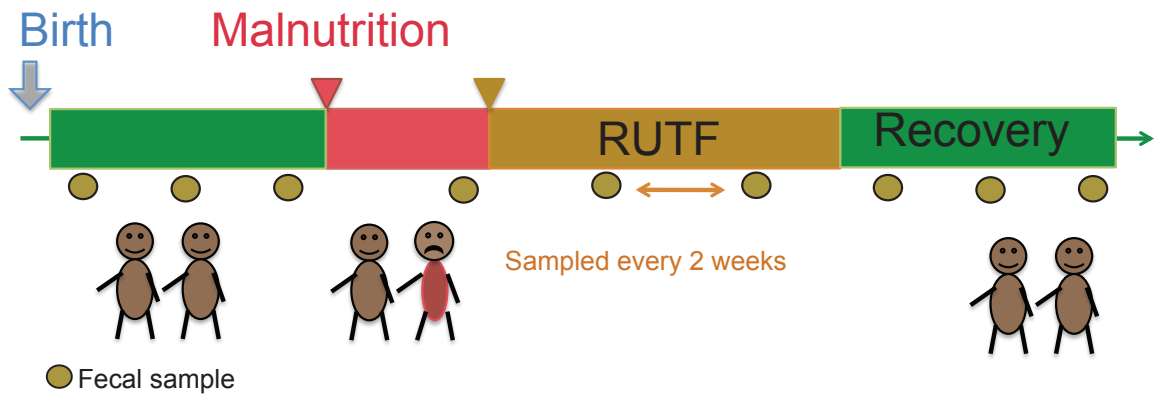 Birth
Malnutrition
RUTF
Recovery
Sampled every 2 weeks
Fecal sample